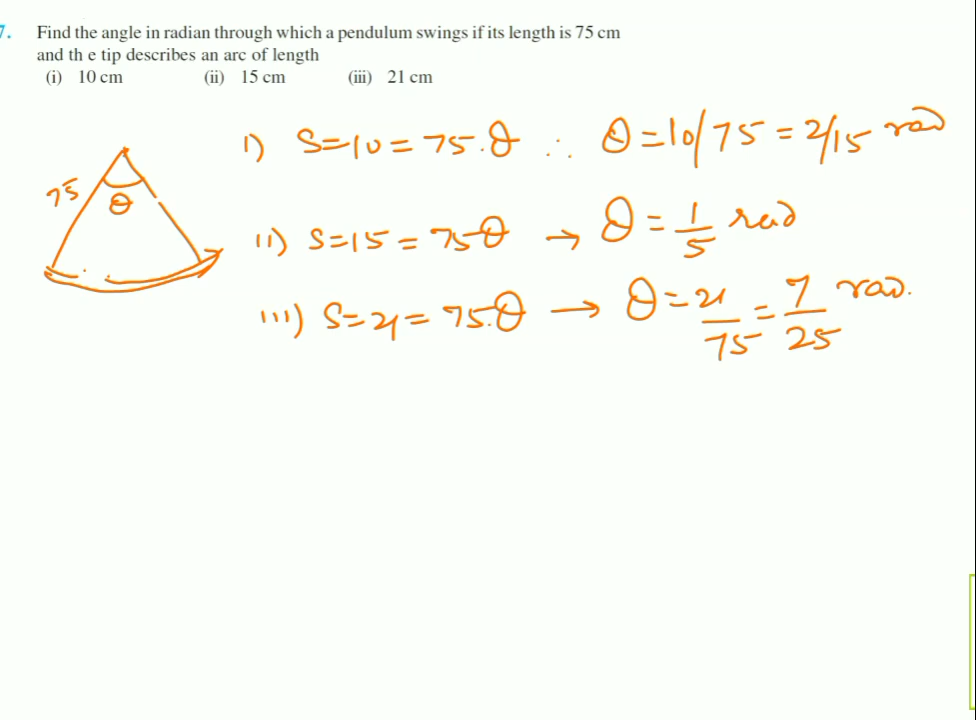 7. Find the angle in radian through which a pendulum swings if its length is 75 cm
and th e tip describes an arc of length
(i) 10 cm (ii) 15 cm (iii) 21 cm
i) S=10=75.θ ∴ θ=10/75=2/15 rad
75 θ
ii) S=15=75θ → θ=1/5 rad
iii) S=21=75.θ → θ=21/75=7/25 rad.